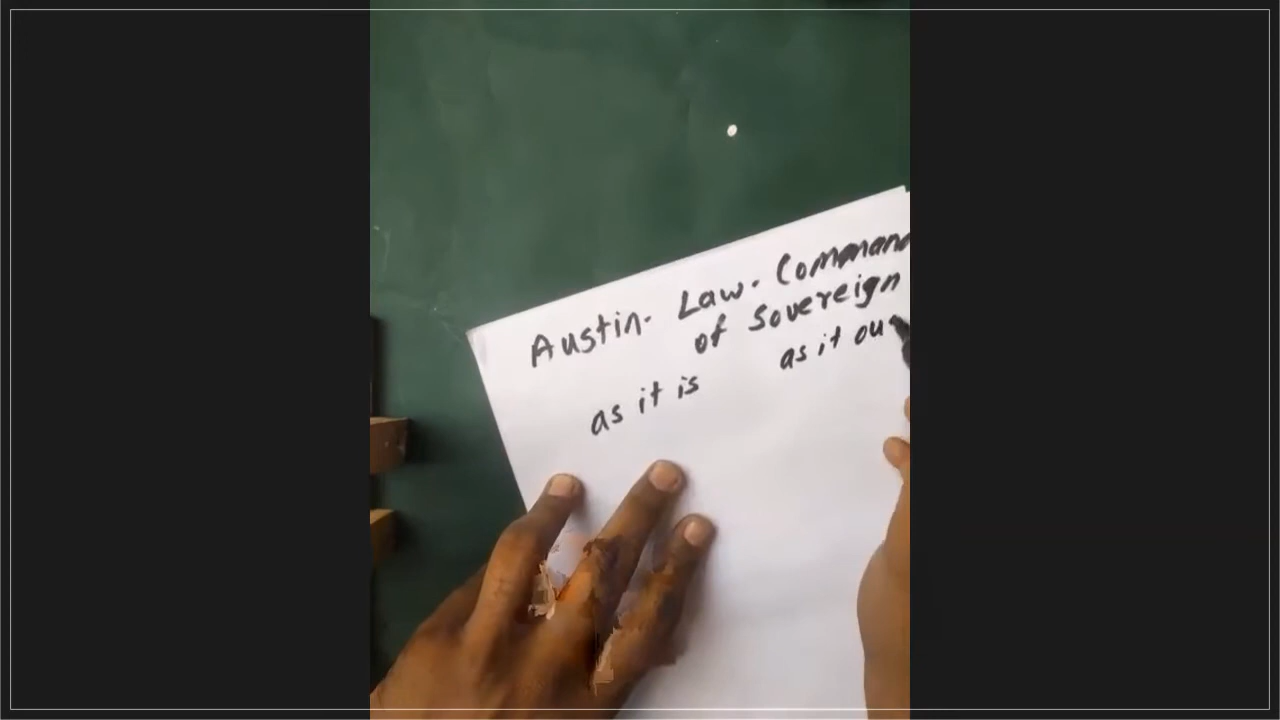 Austin- Law- Command
of Sovereign
as it is as it ou